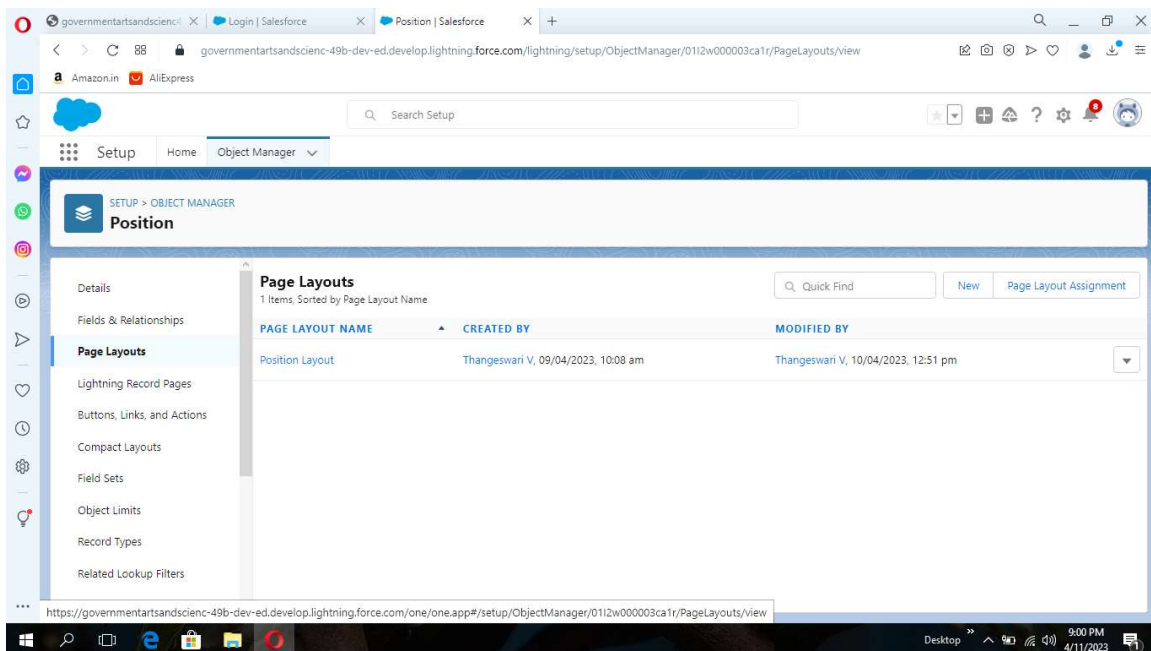 governmentartsandscienc
Login | Salesforce
Position | Salesforce
governmentartsandscienc-49b-dev-ed.develop.lightning.force.com/lightning/setup/ObjectManager/01I2w000003ca1r/PageLayouts/view
a Amazon.in
AliExpress
Search Setup
8
Setup
Home
Object Manager
SETUP > OBJECT MANAGER
Position
Details
Fields & Relationships
Page Layouts
Lightning Record Pages
Buttons, Links, and Actions
Compact Layouts
Field Sets
Object Limits
Record Types
Related Lookup Filters
Page Layouts
1 Items, Sorted by Page Layout Name
Quick Find
New
Page Layout Assignment
PAGE LAYOUT NAME
CREATED BY
MODIFIED BY
Position Layout
Thangeswari V, 09/04/2023, 10:08 am
Thangeswari V, 10/04/2023, 12:51 pm
https://governmentartsandscienc-49b-dev-ed.develop.lightning.force.com/one/one.app#/setup/ObjectManager/01I2w000003ca1r/PageLayouts/view
Desktop
9:00 PM
4/11/2023